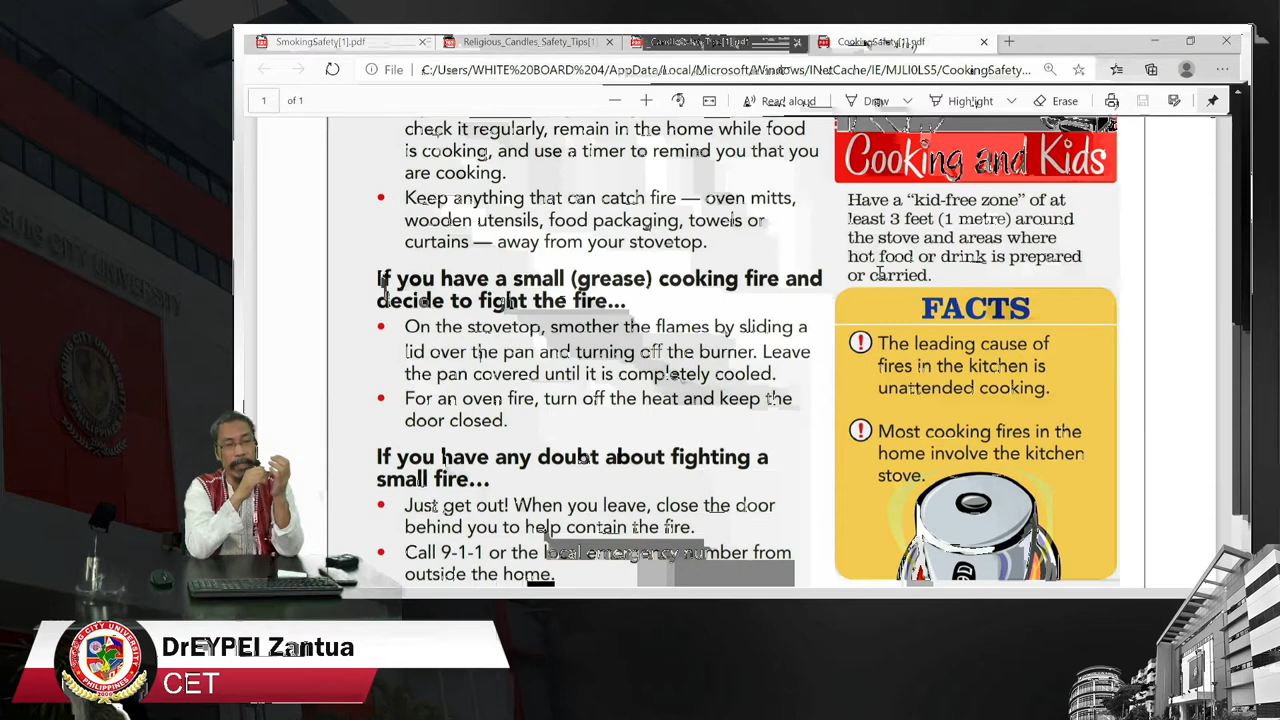 SmokingSafety[1].pdf
Religious_Candles_Safety_Tips[1]
File
C:/Users/WHITE%20BOARD%204/AppData/Local/Microsoft/Windows/INetCache/IE/MJLI0LS5/CookingSafety...
1 of 1
Read aloud
Draw
Highlight
Erase
check it regularly, remain in the home while food
is cooking, and use a timer to remind you that you
are cooking.
• Keep anything that can catch fire — oven mitts,
wooden utensils, food packaging, towels or
curtains — away from your stovetop.
If you have a small (grease) cooking fire and
decide to fight the fire...
• On the stovetop, smother the flames by sliding a
lid over the pan and turning off the burner. Leave
the pan covered until it is completely cooled.
• For an oven fire, turn off the heat and keep the
door closed.
If you have any doubt about fighting a
small fire...
• Just get out! When you leave, close the door
behind you to help contain the fire.
• Call 9-1-1 or the local emergency number from
outside the home.
Cooking and Kids
Have a “kid-free zone” of at
least 3 feet (1 metre) around
the stove and areas where
hot food or drink is prepared
or carried.
FACTS
! The leading cause of
fires in the kitchen is
unattended cooking.
! Most cooking fires in the
home involve the kitchen
stove.
DrEYPEI Zantua
CET